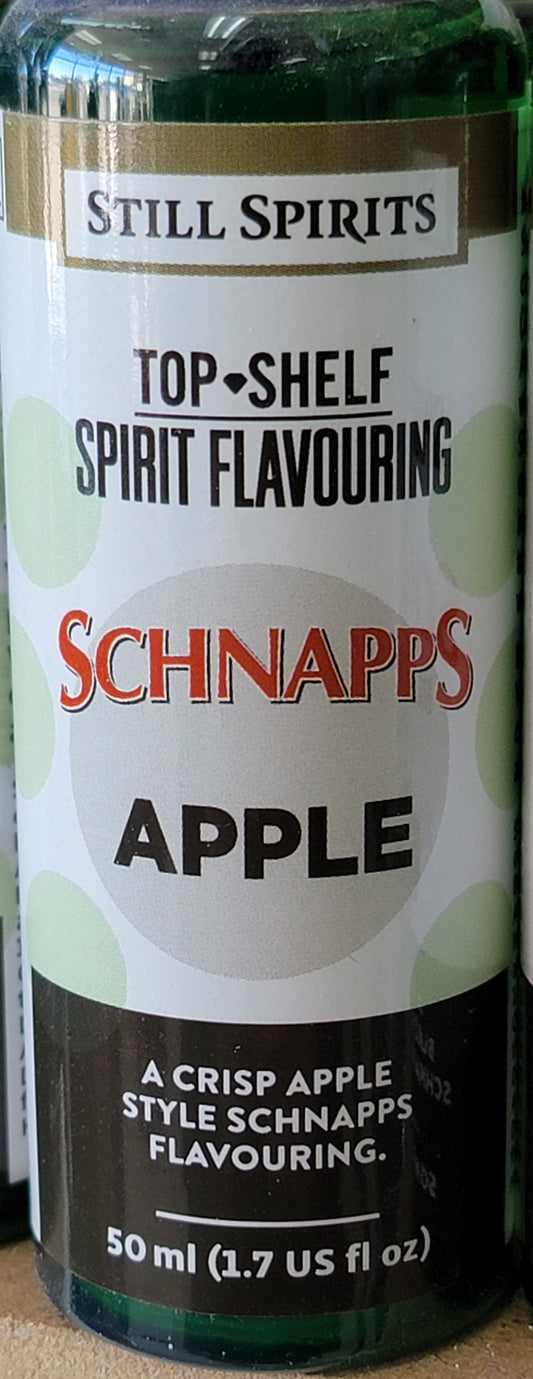 STILL SPIRITS
TOP◆SHELF
SPIRIT FLAVOURING
SCHNAPPS
APPLE
A CRISP APPLE
STYLE SCHNAPPS
FLAVOURING.
50 ml (1.7 US fl oz)